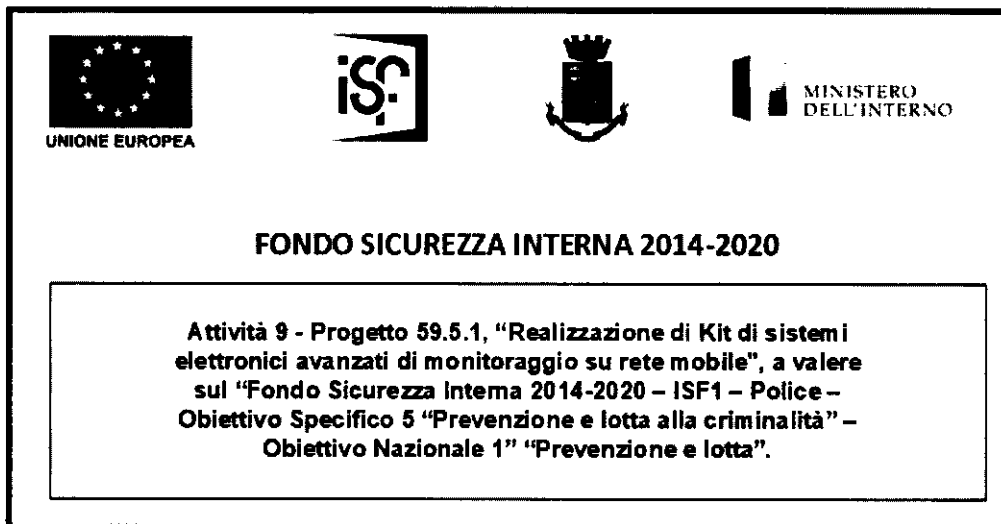 UNIONE EUROPEA
isf
MINISTERO
DELL'INTERNO
FONDO SICUREZZA INTERNA 2014-2020
Attività 9 - Progetto 59.5.1, “Realizzazione di Kit di sistemi
elettronici avanzati di monitoraggio su rete mobile”, a valere
sul “Fondo Sicurezza Interna 2014-2020 – ISF1 – Police –
Obiettivo Specifico 5 “Prevenzione e lotta alla criminalità” –
Obiettivo Nazionale 1” “Prevenzione e lotta”.